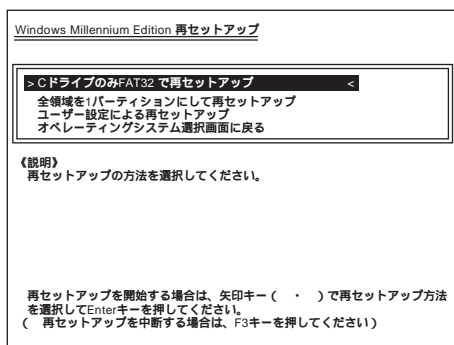 Windows Millennium Edition 再セットアップ
> CドライブのみFAT32 で再セットアップ <
全領域を1パーティションにして再セットアップ
ユーザー設定による再セットアップ
オペレーティングシステム選択画面に戻る
《説明》
再セットアップの方法を選択してください。
再セットアップを開始する場合は、矢印キー（ ・ ）で再セットアップ方法
を選択してEnterキーを押してください。
（ 再セットアップを中断する場合は、F3キーを押してください）